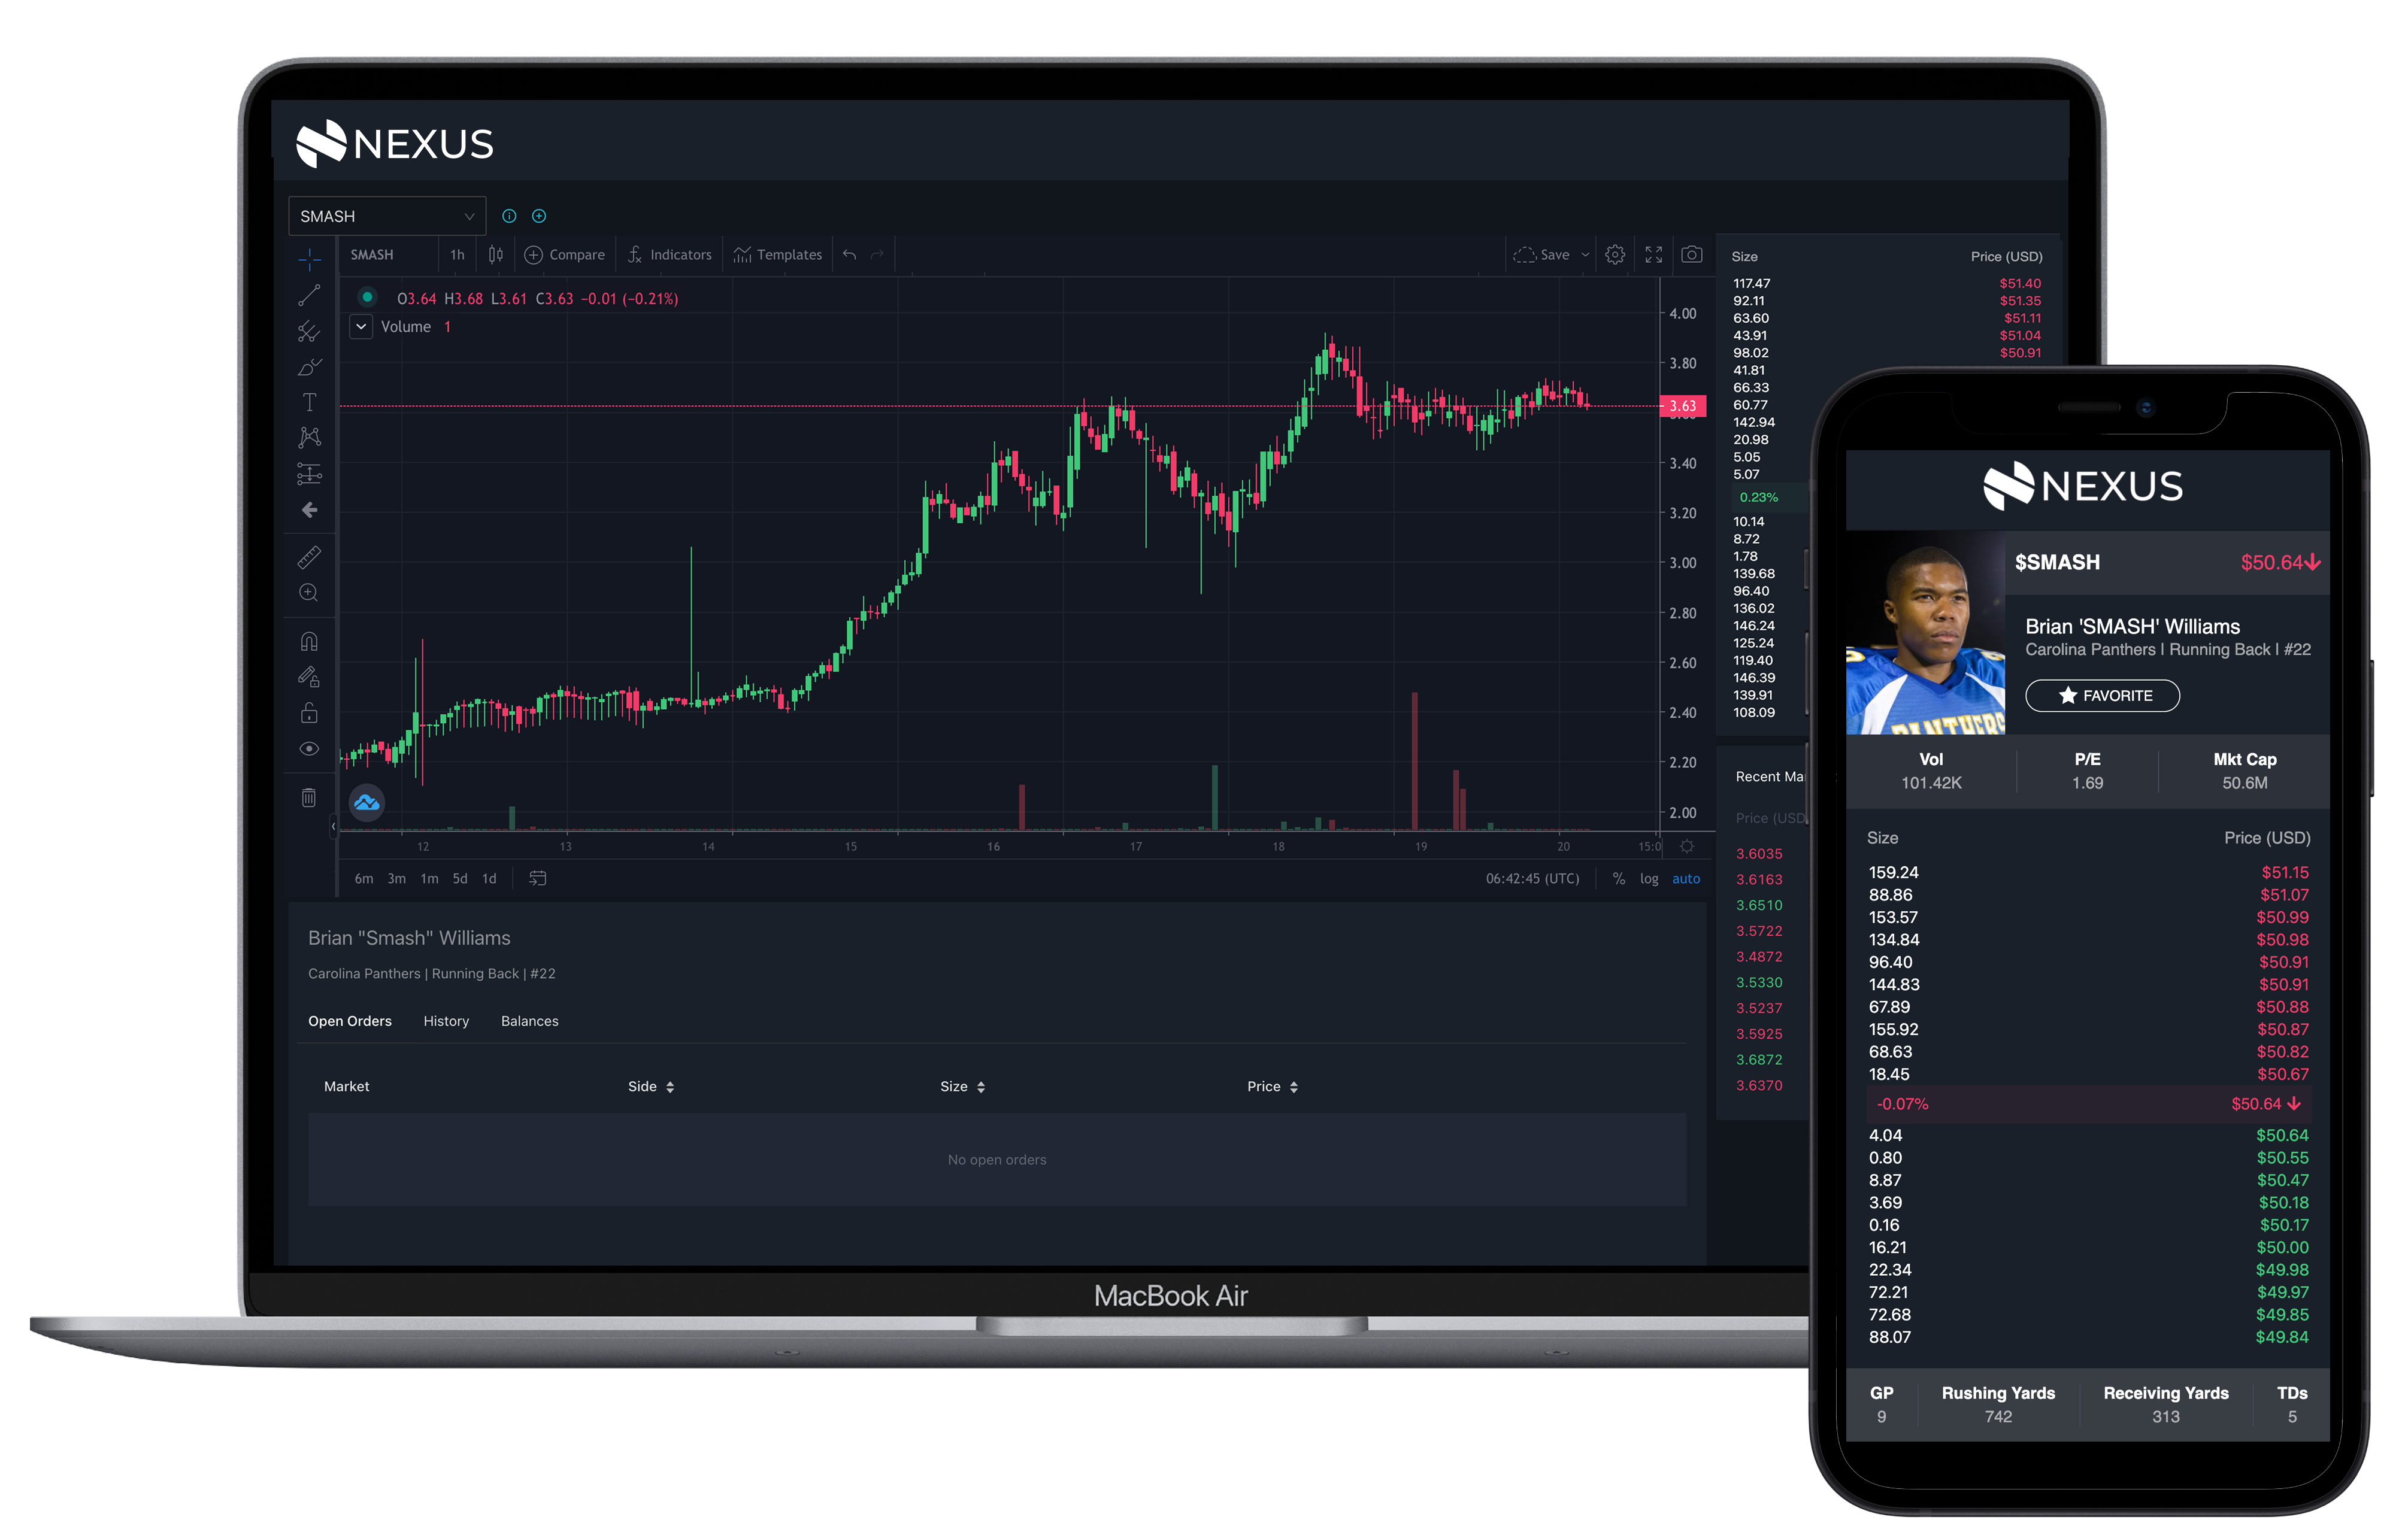 NEXUS
SMASH
SMASH 1h Compare Indicators Templates Save
O3.64 H3.68 L3.61 C3.63 −0.01 (−0.21%)
Volume 1
4.00
3.80
3.63
3.40
3.20
3.00
2.80
2.60
2.40
2.20
2.00
12 13 14 15 16 17 18 19 20 15:0
6m 3m 1m 5d 1d 06:42:45 (UTC) % log auto
Size Price (USD)
117.47 $51.40
92.11 $51.35
63.60 $51.11
43.91 $51.04
98.02 $50.91
41.81
66.33
60.77
142.94
20.98
5.05
5.07
0.23%
10.14
8.72
1.78
139.68
96.40
136.02
146.24
125.24
119.40
146.39
139.91
108.09
Recent Ma
Price (USD
3.6035
3.6163
3.6510
3.5722
3.4872
3.5330
3.5237
3.5925
3.6872
3.6370
Brian "Smash" Williams
Carolina Panthers | Running Back | #22
Open Orders History Balances
Market Side Size Price
No open orders
MacBook Air
NEXUS
$SMASH $50.64
Brian 'SMASH' Williams
Carolina Panthers | Running Back | #22
FAVORITE
PANTHERS
Vol P/E Mkt Cap
101.42K 1.69 50.6M
Size Price (USD)
159.24 $51.15
88.86 $51.07
153.57 $50.99
134.84 $50.98
96.40 $50.91
144.83 $50.91
67.89 $50.88
155.92 $50.87
68.63 $50.82
18.45 $50.67
-0.07% $50.64
4.04 $50.64
0.80 $50.55
8.87 $50.47
3.69 $50.18
0.16 $50.17
16.21 $50.00
22.34 $49.98
72.21 $49.97
72.68 $49.85
88.07 $49.84
GP Rushing Yards Receiving Yards TDs
9 742 313 5